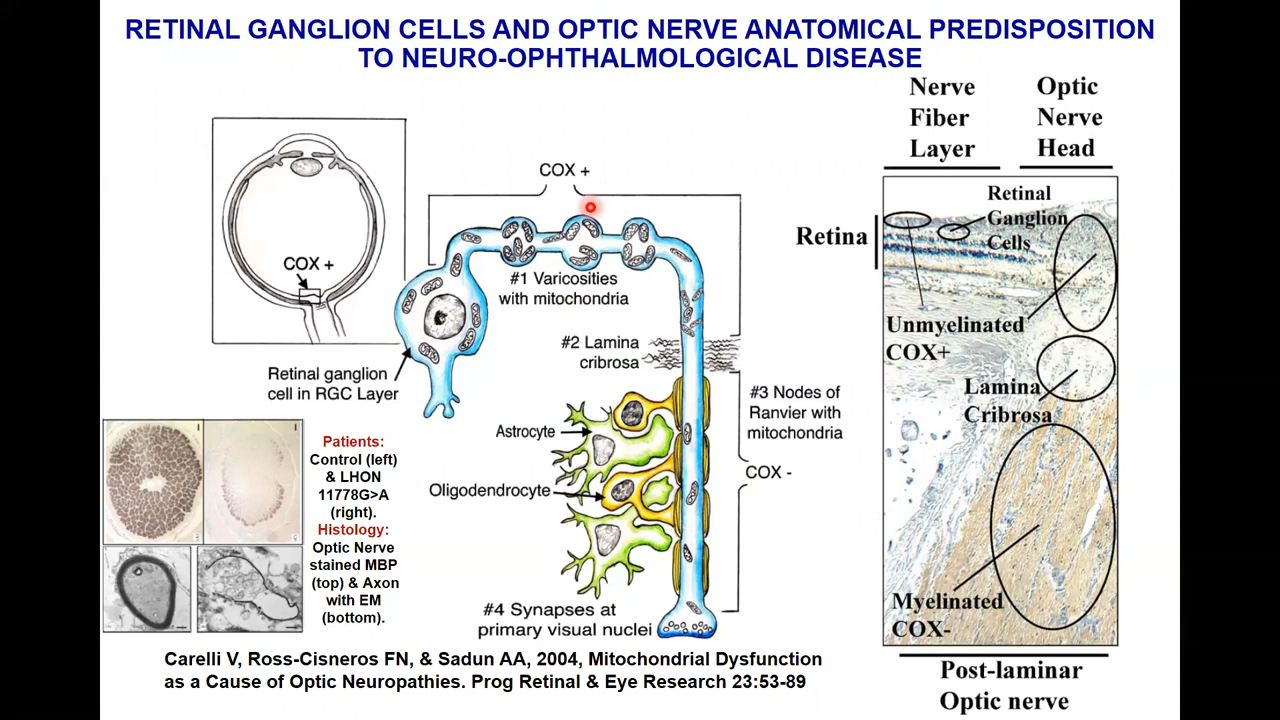 RETINAL GANGLION CELLS AND OPTIC NERVE ANATOMICAL PREDISPOSITION
TO NEURO-OPHTHALMOLOGICAL DISEASE
COX +
COX +
#1 Varicosities
with mitochondria
#2 Lamina
cribrosa
Retinal ganglion
cell in RGC Layer
#3 Nodes of
Ranvier with
mitochondria
Astrocyte
COX -
Oligodendrocyte
#4 Synapses at
primary visual nuclei
Patients:
Control (left)
& LHON
11778G>A
(right).
Histology:
Optic Nerve
stained MBP
(top) & Axon
with EM
(bottom).
Nerve
Fiber
Layer
Optic
Nerve
Head
Retina
Retinal
Ganglion
Cells
Unmyelinated
COX+
Lamina
Cribrosa
Myelinated
COX-
Post-laminar
Optic nerve
Carelli V, Ross-Cisneros FN, & Sadun AA, 2004, Mitochondrial Dysfunction
as a Cause of Optic Neuropathies. Prog Retinal & Eye Research 23:53-89